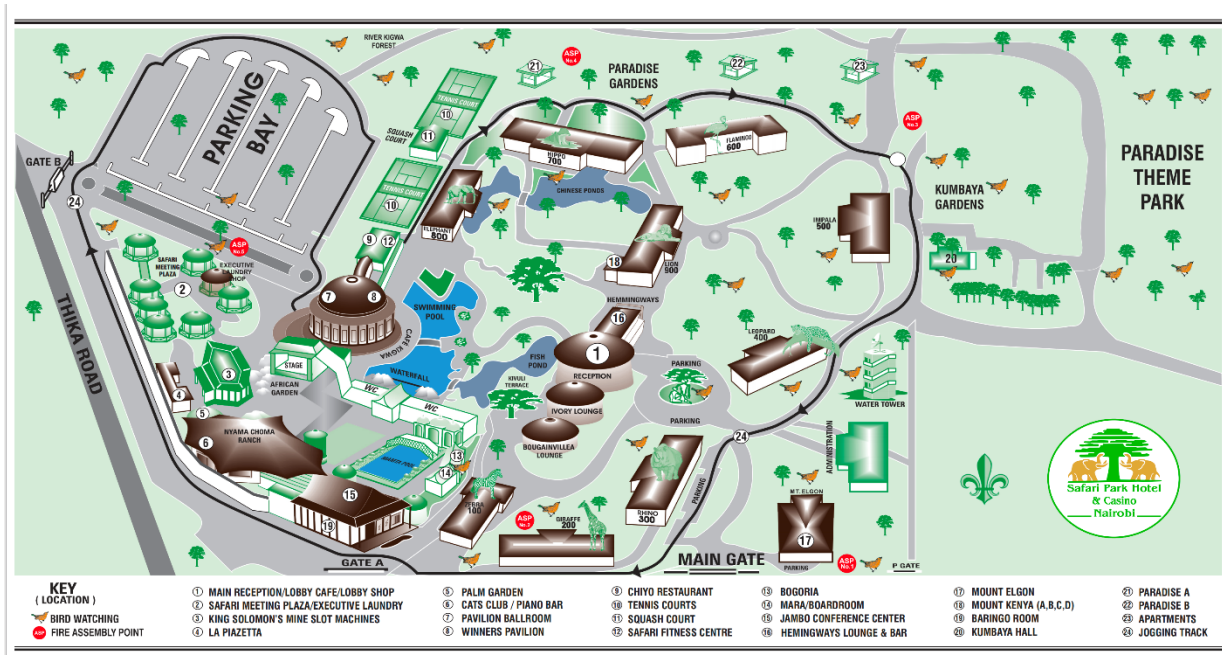 RIVER KIGWA
FOREST
PARKING
BAY
GATE B
24
THIKA ROAD
TENNIS COURT
10
SQUASH
COURT
11
TENNIS COURT
10
9
12
21
ASP
No.4
PARADISE
GARDENS
22
23
ASP
No.3
HIPPO
700
FLAMINGO
600
CHINESE PONDS
ELEPHANT
800
KUMBAYA
GARDENS
PARADISE
THEME
PARK
IMPALA
500
20
LION
900
18
ASP
EXECUTIVE
LAUNDRY
SHOP
SAFARI
MEETING
PLAZA
2
7
8
CAFE KIGWA
SWIMMING
POOL
HEMMINGWAYS
16
1
RECEPTION
FISH
POND
WATERFALL
KIVULI
TERRACE
IVORY LOUNGE
BOUGAINVILLEA
LOUNGE
STAGE
AFRICAN
GARDEN
WC
WC
3
4
5
NYAMA CHOMA
RANCH
6
13
14
15
19
PARKING
PARKING
LEOPARD
400
WATER TOWER
24
ADMINISTRATION
ZEBRA
100
ASP
No.2
GIRAFFE
200
RHINO
300
PARKING
MT. ELGON
17
PARKING
ASP
No.1
P GATE
GATE A
MAIN GATE
Safari Park Hotel
& Casino
Nairobi
KEY
( LOCATION )
BIRD WATCHING
ASP FIRE ASSEMBLY POINT
1 MAIN RECEPTION/LOBBY CAFE/LOBBY SHOP
2 SAFARI MEETING PLAZA/EXECUTIVE LAUNDRY
3 KING SOLOMON'S MINE SLOT MACHINES
4 LA PIAZETTA
5 PALM GARDEN
6 CATS CLUB / PIANO BAR
7 PAVILION BALLROOM
8 WINNERS PAVILION
9 CHIYO RESTAURANT
10 TENNIS COURTS
11 SQUASH COURT
12 SAFARI FITNESS CENTRE
13 BOGORIA
14 MARA/BOARDROOM
15 JAMBO CONFERENCE CENTER
16 HEMINGWAYS LOUNGE & BAR
17 MOUNT ELGON
18 MOUNT KENYA (A,B,C,D)
19 BARINGO ROOM
20 KUMBAYA HALL
21 PARADISE A
22 PARADISE B
23 APARTMENTS
24 JOGGING TRACK